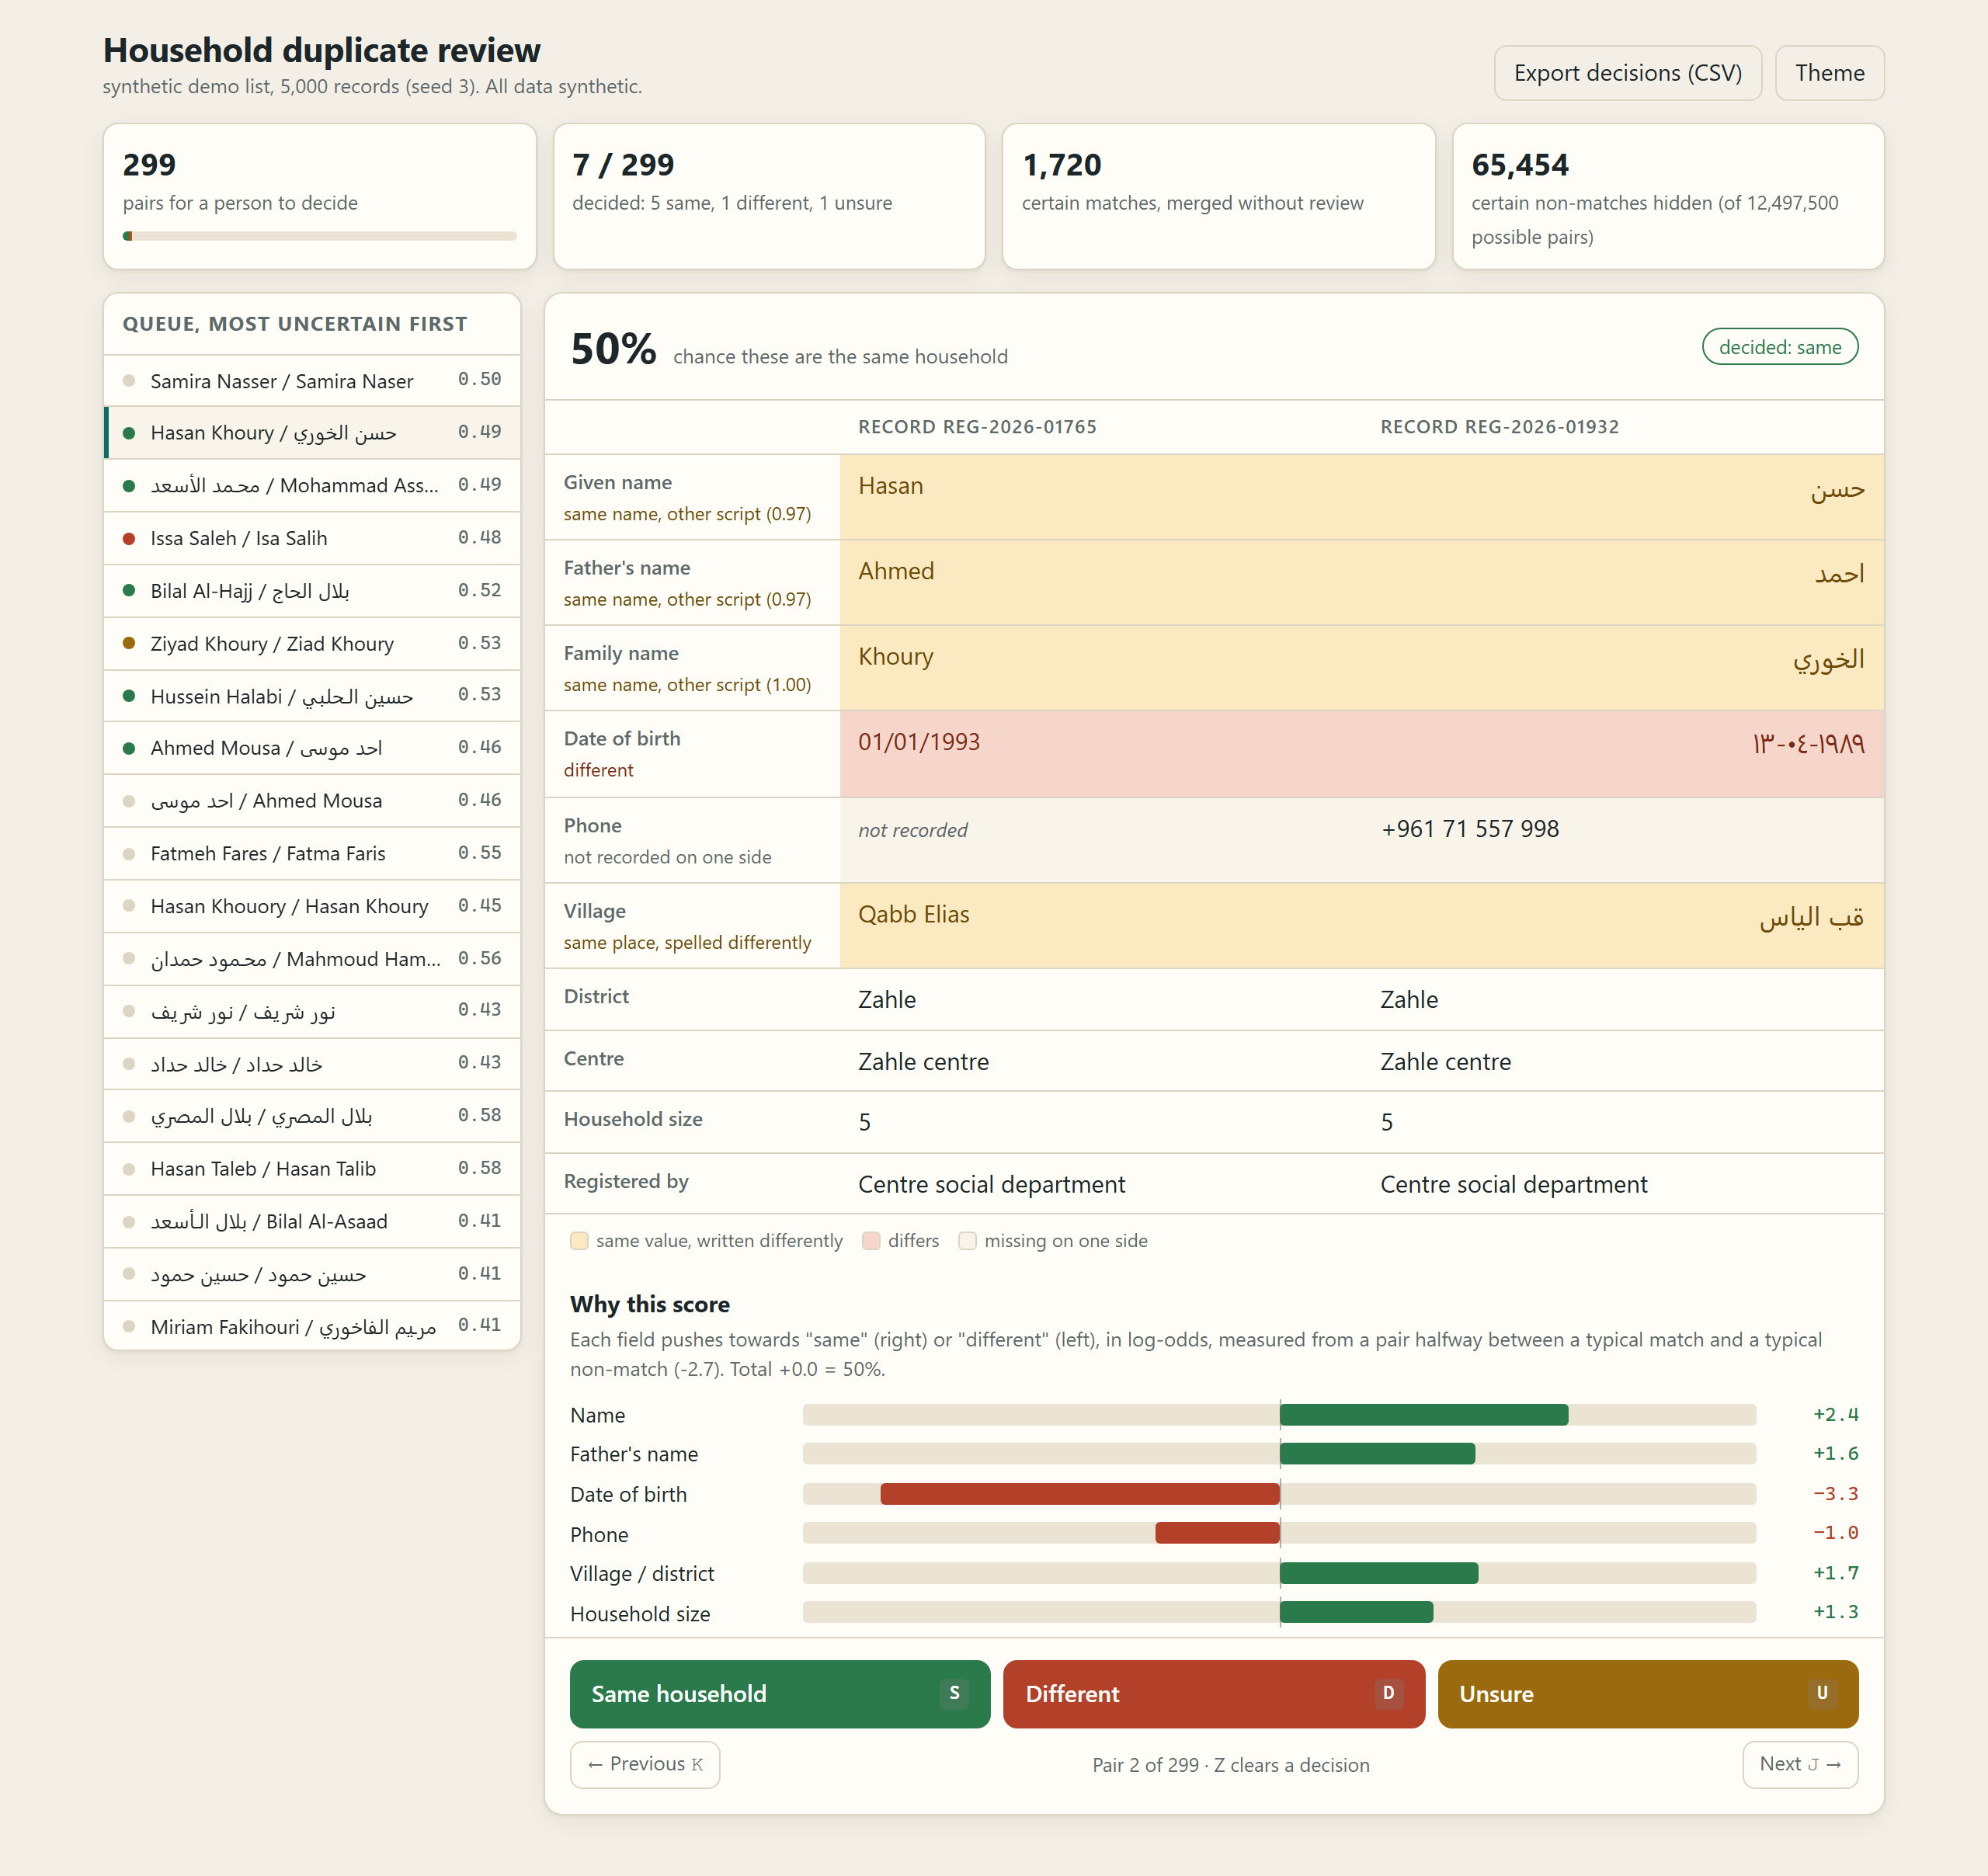 Household duplicate review
synthetic demo list, 5,000 records (seed 3). All data synthetic.
Export decisions (CSV)
Theme
299
pairs for a person to decide
7 / 299
decided: 5 same, 1 different, 1 unsure
1,720
certain matches, merged without review
65,454
certain non-matches hidden (of 12,497,500
possible pairs)
QUEUE, MOST UNCERTAIN FIRST
Samira Nasser / Samira Naser 0.50
Hasan Khoury / حسن الخوري 0.49
محمد الأسعد / Mohammad Ass... 0.49
Issa Saleh / Isa Salih 0.48
Bilal Al-Hajj / بلال الحاج 0.52
Ziyad Khoury / Ziad Khoury 0.53
Hussein Halabi / حسين الحلبي 0.53
Ahmed Mousa / احد موسى 0.46
احد موسى / Ahmed Mousa 0.46
Fatmeh Fares / Fatma Faris 0.55
Hasan Khouory / Hasan Khoury 0.45
محمود حمدان / Mahmoud Ham... 0.56
نور شريف / نور شريف 0.43
خالد حداد / خالد حداد 0.43
بلال المصري / بلال المصري 0.58
Hasan Taleb / Hasan Talib 0.58
بلال الأسعد / Bilal Al-Asaad 0.41
حسين حمود / حسين حمود 0.41
Miriam Fakihouri / مريم الفاخوري 0.41
50% chance these are the same household
decided: same
RECORD REG-2026-01765 RECORD REG-2026-01932
Given name
same name, other script (0.97)
Hasan
حسن
Father's name
same name, other script (0.97)
Ahmed
احمد
Family name
same name, other script (1.00)
Khoury
الخوري
Date of birth
different
01/01/1993
١٣-٠٤-١٩٨٩
Phone
not recorded on one side
not recorded
+961 71 557 998
Village
same place, spelled differently
Qabb Elias
قب الياس
District Zahle Zahle
Centre Zahle centre Zahle centre
Household size 5 5
Registered by Centre social department Centre social department
same value, written differently differs missing on one side
Why this score
Each field pushes towards "same" (right) or "different" (left), in log-odds, measured from a pair halfway between a typical match and a typical
non-match (-2.7). Total +0.0 = 50%.
Name +2.4
Father's name +1.6
Date of birth −3.3
Phone −1.0
Village / district +1.7
Household size +1.3
Same household S
Different D
Unsure U
← Previous K
Pair 2 of 299 · Z clears a decision
Next J →